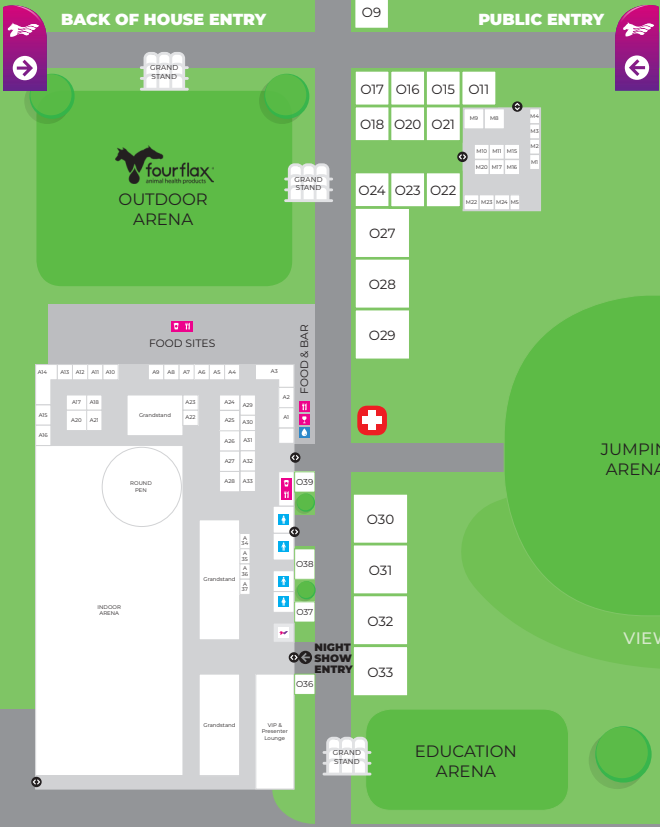 BACK OF HOUSE ENTRY
PUBLIC ENTRY
O9
GRAND
STAND
O17 O16 O15 O11
O18 O20 O21
M9 M8
M4
M3
M2
M1
M10 M11 M15
M20 M17 M16
M22 M23 M24 M5
fourflax
animal health products
OUTDOOR
ARENA
GRAND
STAND
O24 O23 O22
O27
O28
O29
FOOD SITES
FOOD & BAR
A14 A13 A12 A11 A10 A9 A8 A7 A6 A5 A4 A3
A2
A1
A15
A16
A17 A18
A20 A21
Grandstand
A23
A22
A24 A29
A25 A30
A26 A31
A27 A32
A28 A33
ROUND
PEN
O39
JUMPIN
ARENA
O30
O31
O32
O33
A
34
A
35
A
36
A
37
Grandstand
O38
O37
INDOOR
ARENA
NIGHT
SHOW
ENTRY
O36
VIEW
Grandstand
VIP &
Presenter
Lounge
GRAND
STAND
EDUCATION
ARENA